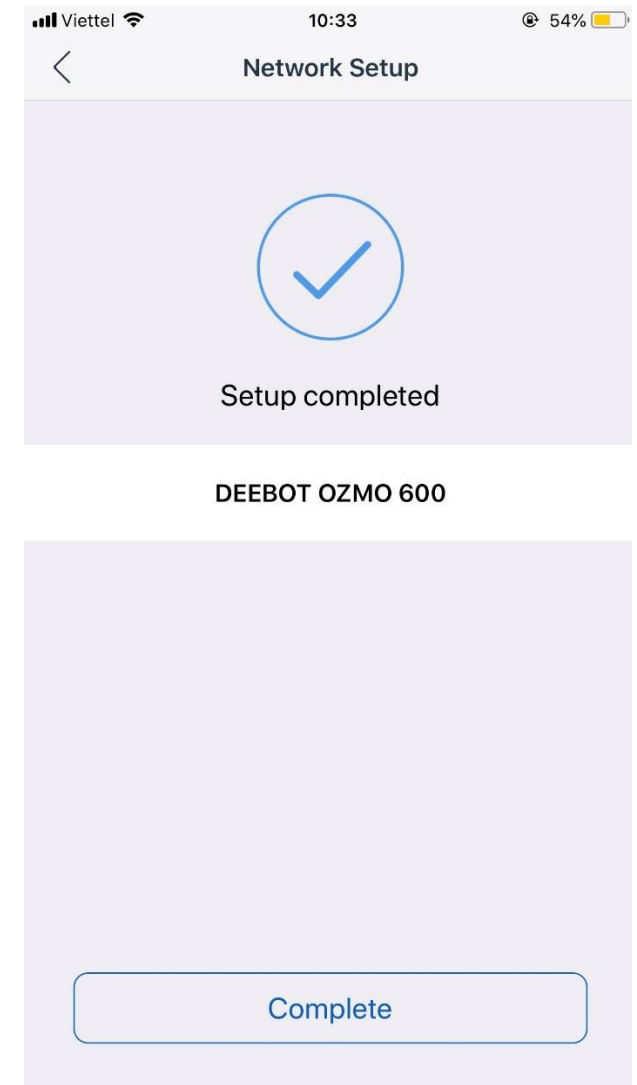 Viettel 10:33 54%
Network Setup
Setup completed
DEEBOT OZMO 600
Complete